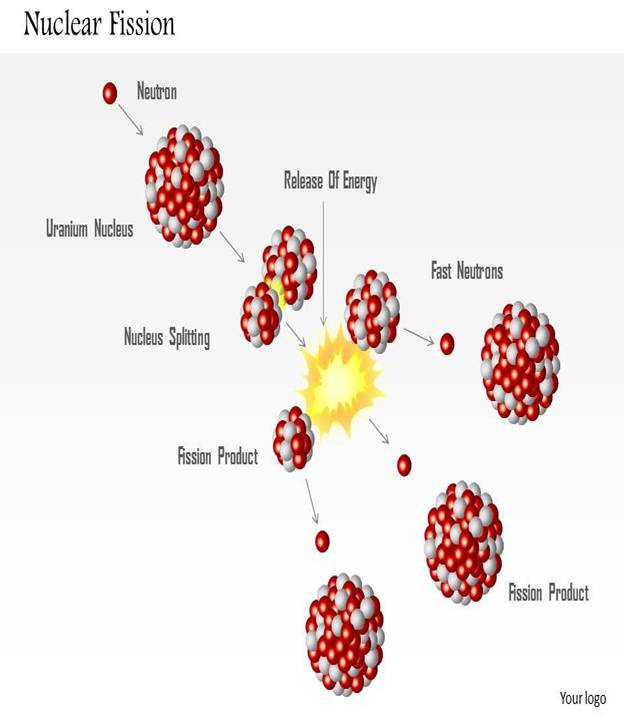 Nuclear Fission
Neutron
Release Of Energy
Uranium Nucleus
Fast Neutrons
Nucleus Splitting
Fission Product
Fission Product
Your logo